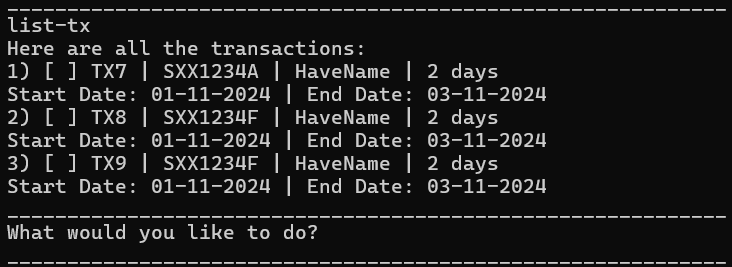 ____________________________________________________________
list-tx
Here are all the transactions:
1) [ ] TX7 | SXX1234A | HaveName | 2 days
Start Date: 01-11-2024 | End Date: 03-11-2024
2) [ ] TX8 | SXX1234F | HaveName | 2 days
Start Date: 01-11-2024 | End Date: 03-11-2024
3) [ ] TX9 | SXX1234F | HaveName | 2 days
Start Date: 01-11-2024 | End Date: 03-11-2024
____________________________________________________________
What would you like to do?
____________________________________________________________